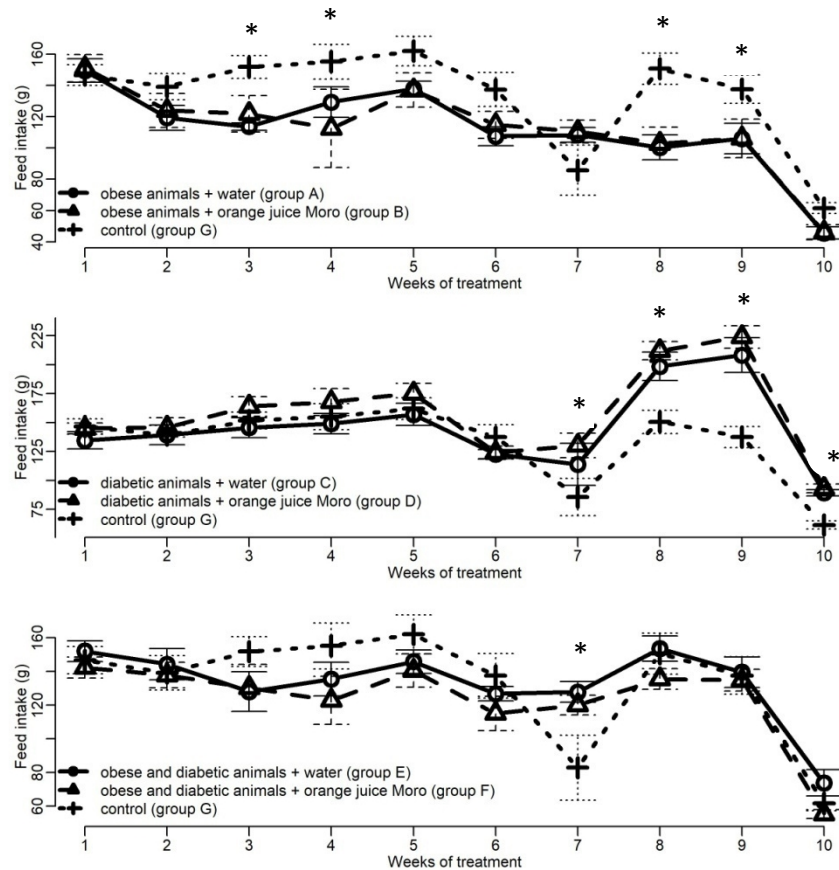 * * * *
160
120
80
60
40
Feed intake (g)
obese animals + water (group A)
obese animals + orange juice Moro (group B)
control (group G)
1 2 3 4 5 6 7 8 9 10
Weeks of treatment
* * * *
225
175
125
75
Feed intake (g)
diabetic animals + water (group C)
diabetic animals + orange juice Moro (group D)
control (group G)
1 2 3 4 5 6 7 8 9 10
Weeks of treatment
*
160
120
80
60
Feed intake (g)
obese and diabetic animals + water (group E)
obese and diabetic animals + orange juice Moro (group F)
control (group G)
1 2 3 4 5 6 7 8 9 10
Weeks of treatment